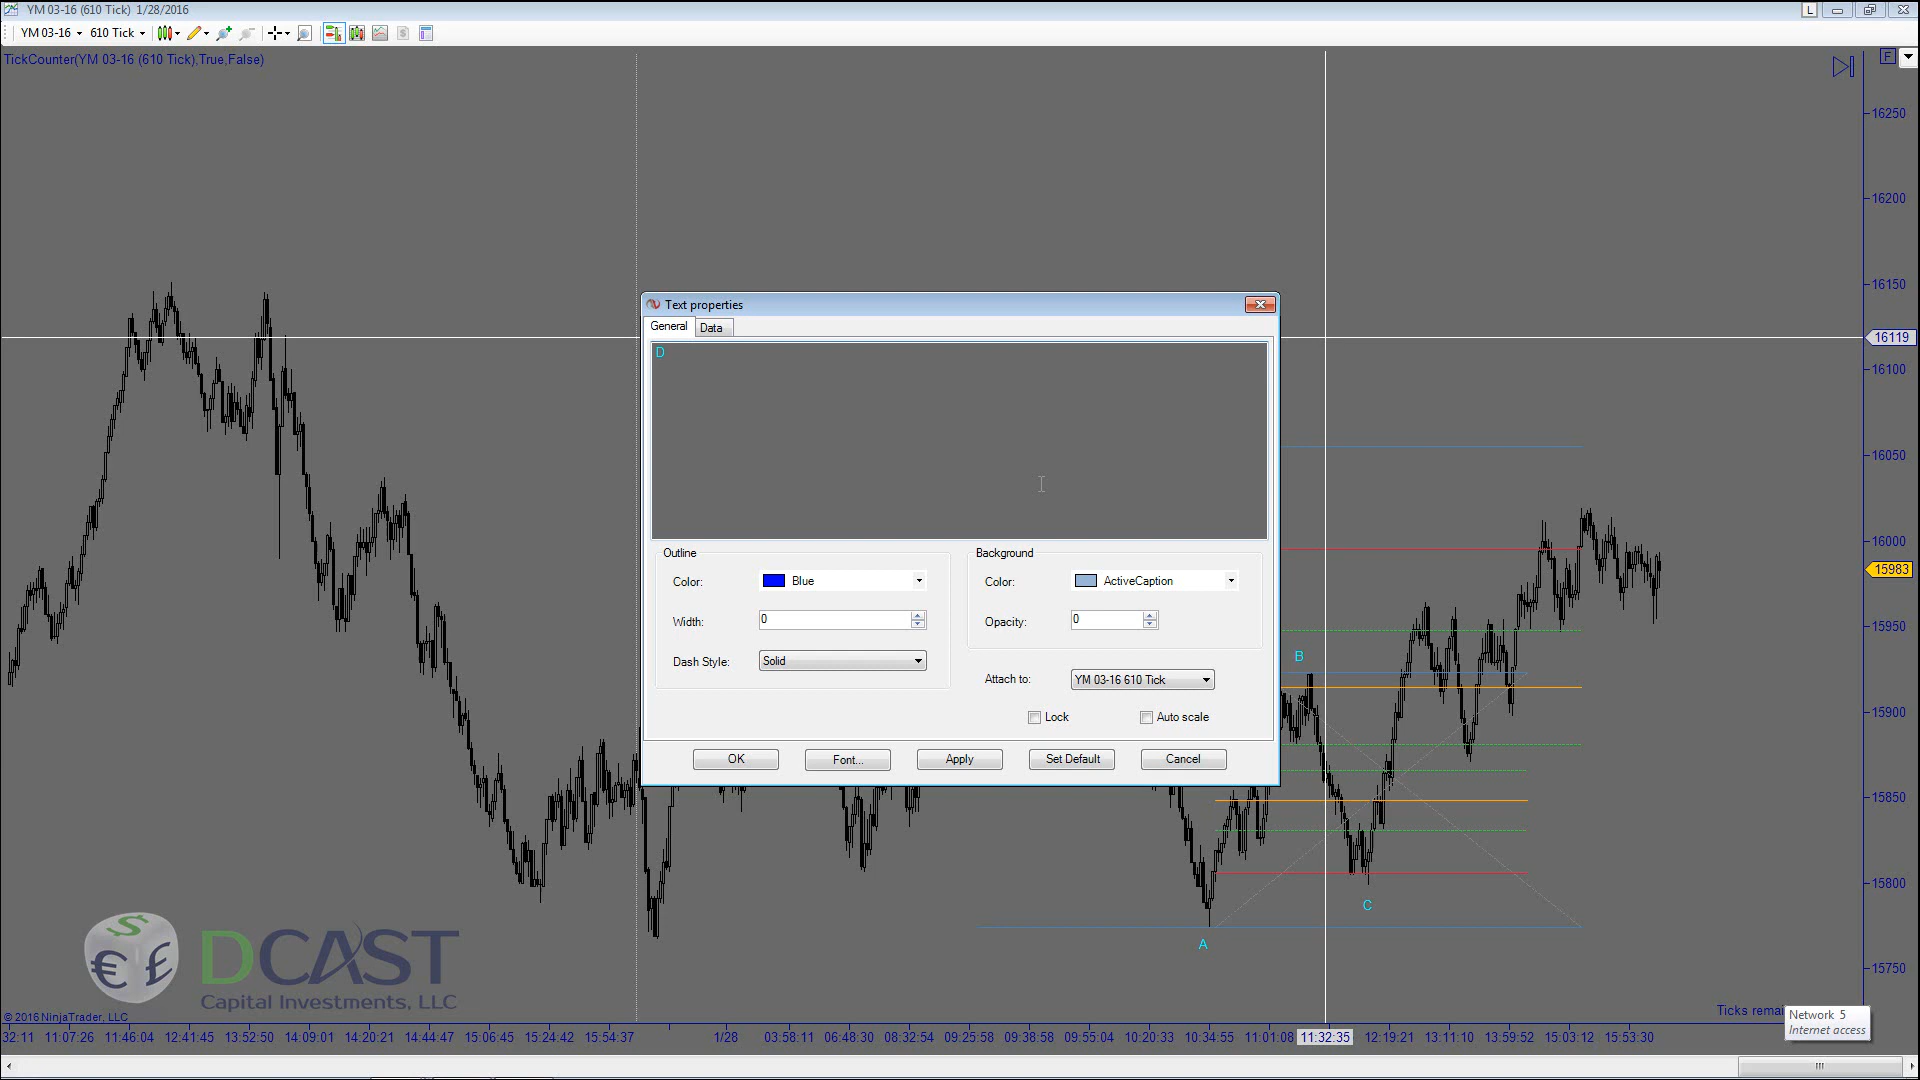 YM 03-16 (610 Tick) 1/28/2016
L
YM 03-16 610 Tick
TickCounter(YM 03-16 (610 Tick),True,False)
F
16250
16200
16150
16119
16100
16050
16000
15983
15950
15900
15850
15800
15750
Text properties
General Data
D
Outline
Color: Blue
Width: 0
Dash Style: Solid
Background
Color: ActiveCaption
Opacity: 0
Attach to: YM 03-16 610 Tick
Lock Auto scale
OK Font... Apply Set Default Cancel
B
C
A
$ € £
DCAST
Capital Investments, LLC
© 2016 NinjaTrader, LLC
Ticks remai
Network 5
Internet access
32:11 11:07:26 11:46:04 12:41:45 13:52:50 14:09:01 14:20:21 14:44:47 15:06:45 15:24:42 15:54:37 1/28 03:58:11 06:48:30 08:32:54 09:25:58 09:38:58 09:55:04 10:20:33 10:34:55 11:01:08 11:32:35 12:19:21 13:11:10 13:59:52 15:03:12 15:53:30